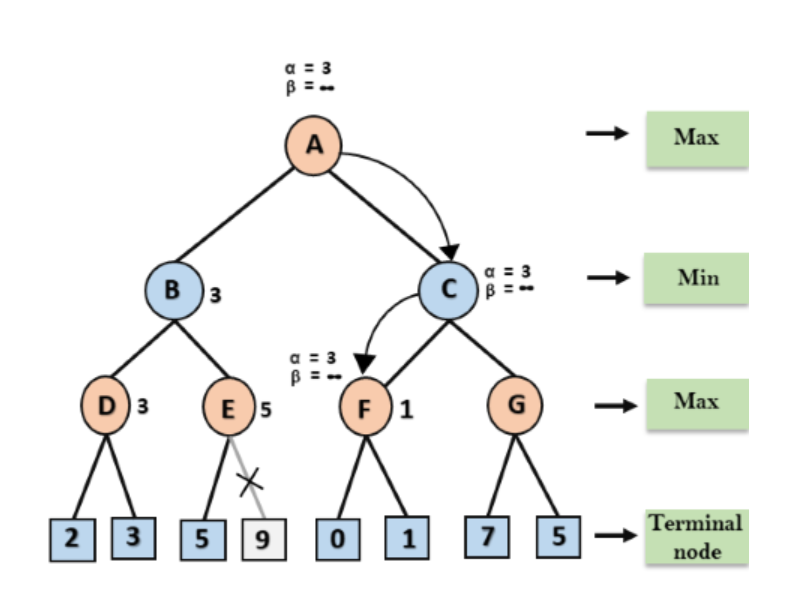 α = 3
β = ∞
A
Max
B
3
C
α = 3
β = ∞
Min
α = 3
β = ∞
D
3
E
5
F
1
G
Max
2
3
5
9
0
1
7
5
Terminal
node